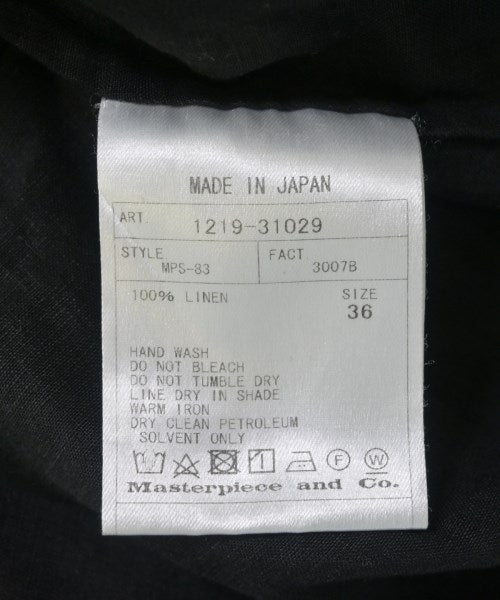 MADE IN JAPAN
ART. 1219-31029
STYLE FACT
MPS-83 3007B
100% LINEN SIZE
36
HAND WASH
DO NOT BLEACH
DO NOT TUMBLE DRY
LINE DRY IN SHADE
WARM IRON
DRY CLEAN PETROLEUM
SOLVENT ONLY
F W
Masterpiece and Co.